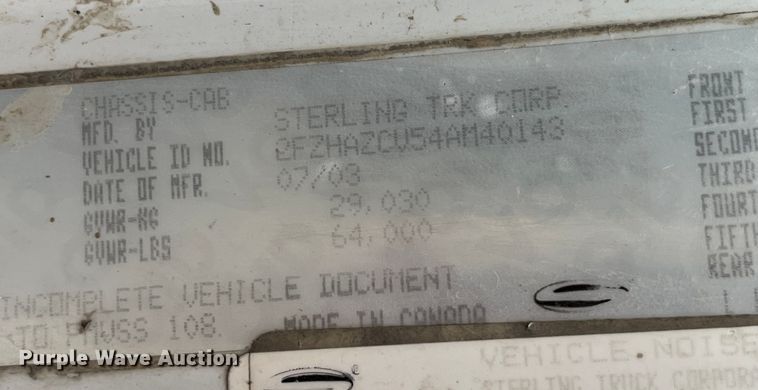 CHASSIS-CAB
MFD. BY STERLING TRK CORP.
VEHICLE ID NO. 2FZHAZCV54AM40143
DATE OF MFR. 07/03
GVWR-KG 29,030
GVWR-LBS 64,000
INCOMPLETE VEHICLE DOCUMENT
TO FMVSS 108. MADE IN CANADA
FRONT
FIRST
SECOND
THIRD
FOURT
FIFTH
REAR
VEHICLE NOISE
STERLING TRUCK CORPORA
Purple Wave Auction